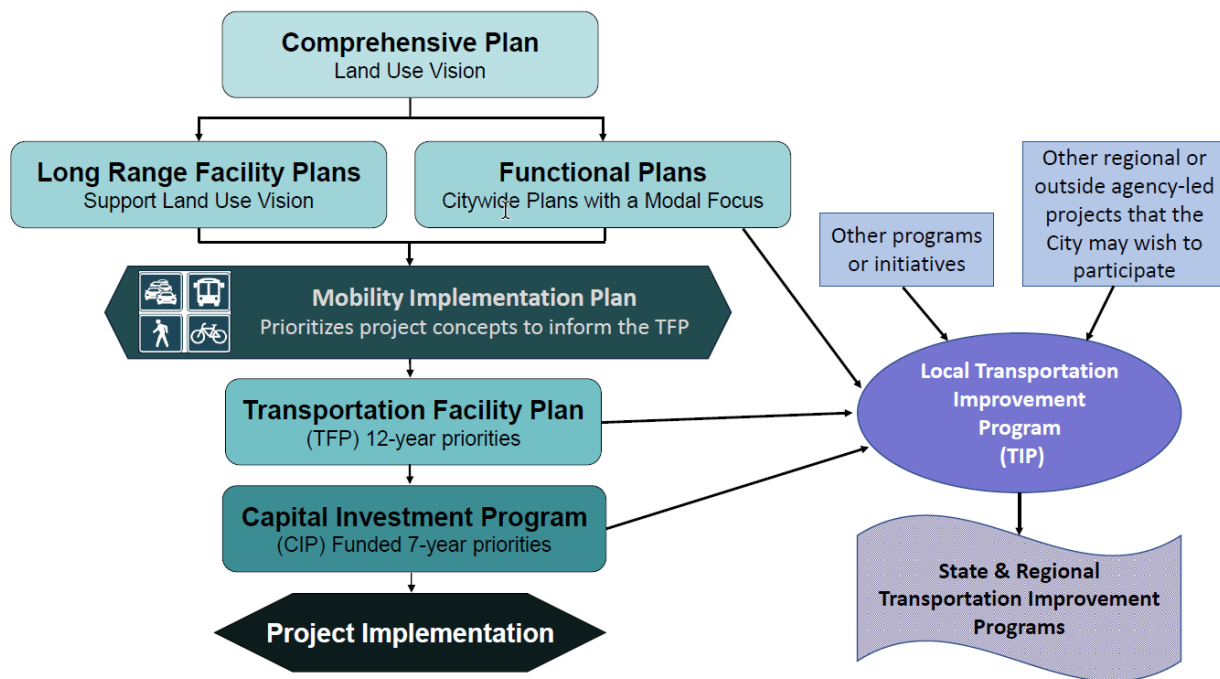 Comprehensive Plan
Land Use Vision
Long Range Facility Plans
Support Land Use Vision
Functional Plans
Citywide Plans with a Modal Focus
Other programs
or initiatives
Other regional or
outside agency-led
projects that the
City may wish to
participate
Mobility Implementation Plan
Prioritizes project concepts to inform the TFP
Transportation Facility Plan
(TFP) 12-year priorities
Local Transportation
Improvement
Program
(TIP)
Capital Investment Program
(CIP) Funded 7-year priorities
Project Implementation
State & Regional
Transportation Improvement
Programs